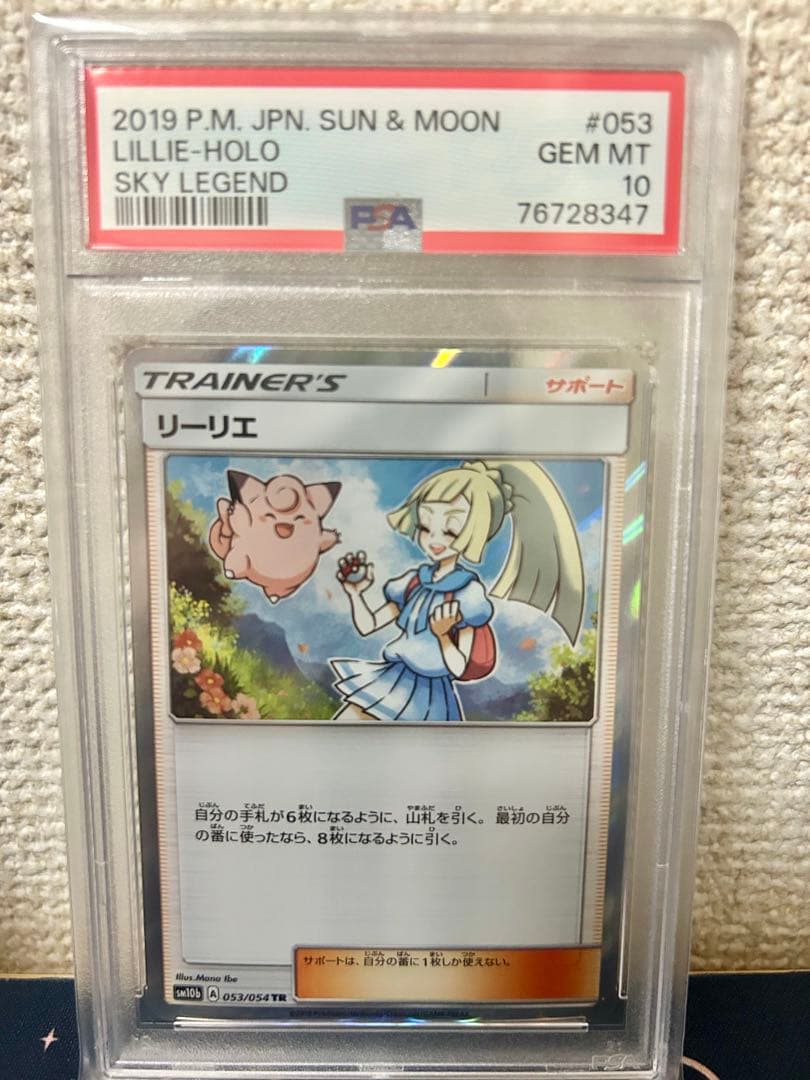 2019 P.M. JPN. SUN & MOON #053
LILLIE-HOLO GEM MT
SKY LEGEND 10
PSA 76728347
TRAINER'S サポート
リーリエ
自分の手札が6枚になるように、山札を引く。最初の自分
の番に使ったなら、8枚になるように引く。
サポートは、自分の番に1枚しか使えない。
Illus.Mana Ibe
SM10b A 053/054 TR
PSA